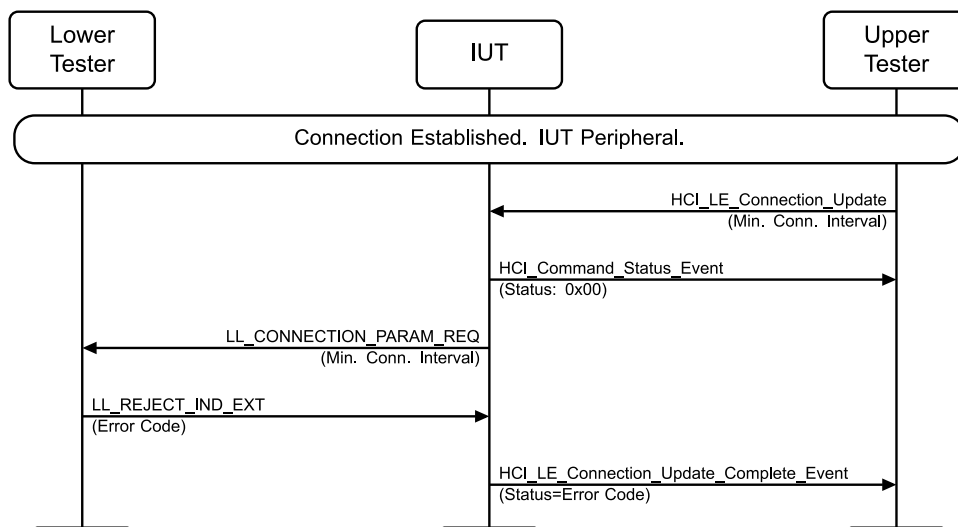 Lower
Tester
IUT
Upper
Tester
Connection Established. IUT Peripheral.
HCI_LE_Connection_Update
(Min. Conn. Interval)
HCI_Command_Status_Event
(Status: 0x00)
LL_CONNECTION_PARAM_REQ
(Min. Conn. Interval)
LL_REJECT_IND_EXT
(Error Code)
HCI_LE_Connection_Update_Complete_Event
(Status=Error Code)